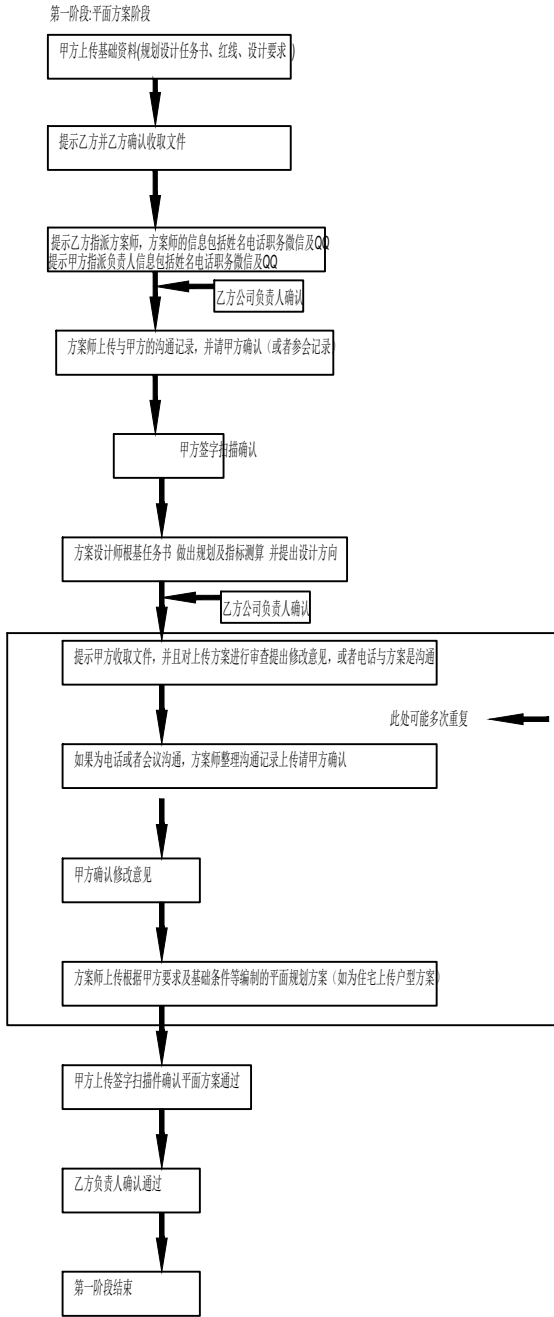 第一阶段:平面方案阶段
甲方上传基础资料(规划设计任务书、红线、设计要求 )
提示乙方并乙方确认收取文件
提示乙方指派方案师，方案师的信息包括姓名电话职务微信及QQ
提示甲方指派负责人信息包括姓名电话职务微信及QQ
乙方公司负责人确认
方案师上传与甲方的沟通记录，并请甲方确认（或者参会记录）
甲方签字扫描确认
方案设计师根基任务书 做出规划及指标测算 并提出设计方向
乙方公司负责人确认
提示甲方收取文件，并且对上传方案进行审查提出修改意见，或者电话与方案是沟通
此处可能多次重复
如果为电话或者会议沟通，方案师整理沟通记录上传请甲方确认
甲方确认修改意见
方案师上传根据甲方要求及基础条件等编制的平面规划方案（如为住宅上传户型方案）
甲方上传签字扫描件确认平面方案通过
乙方负责人确认通过
第一阶段结束